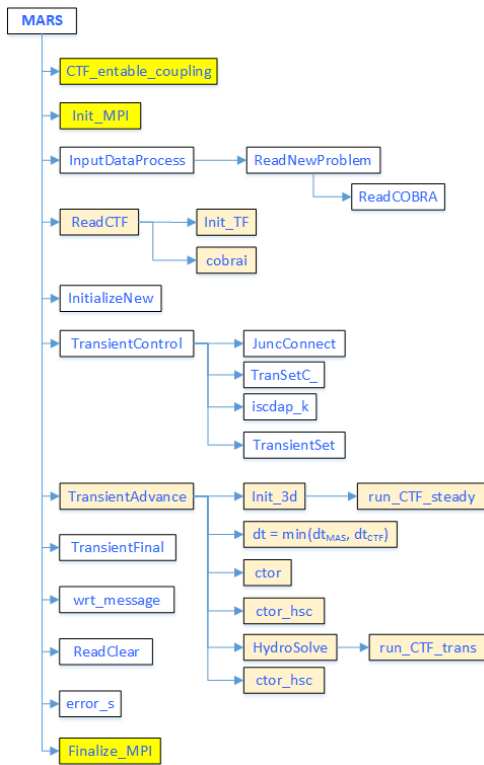 MARS
CTF_entable_coupling
Init_MPI
InputDataProcess
ReadNewProblem
ReadCOBRA
ReadCTF
Init_TF
cobrai
InitializeNew
TransientControl
JuncConnect
TranSetC_
iscdap_k
TransientSet
TransientAdvance
Init_3d
run_CTF_steady
dt = min(dtMAS, dtCTF)
ctor
ctor_hsc
HydroSolve
run_CTF_trans
ctor_hsc
TransientFinal
wrt_message
ReadClear
error_s
Finalize_MPI